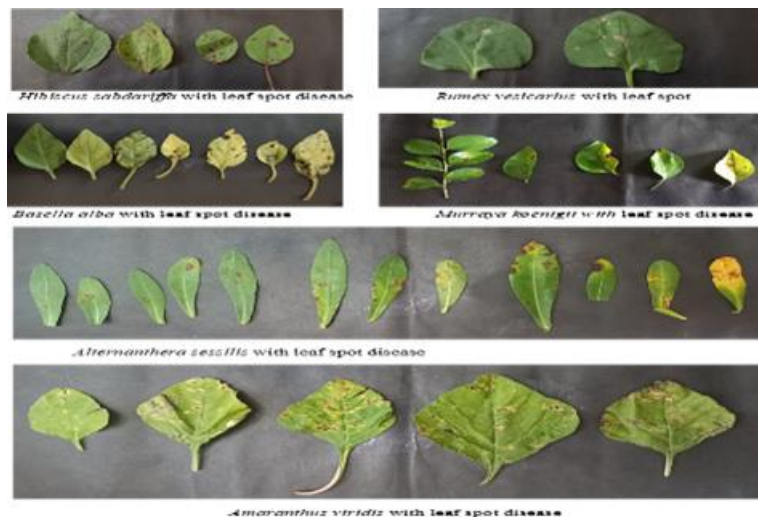 Hibiscus sabdariffa with leaf spot disease
Rumex vesicarius with leaf spot
Basella alba with leaf spot disease
Murraya koenigii with leaf spot disease
Alternanthera sessilis with leaf spot disease
Amaranthus viridis with leaf spot disease